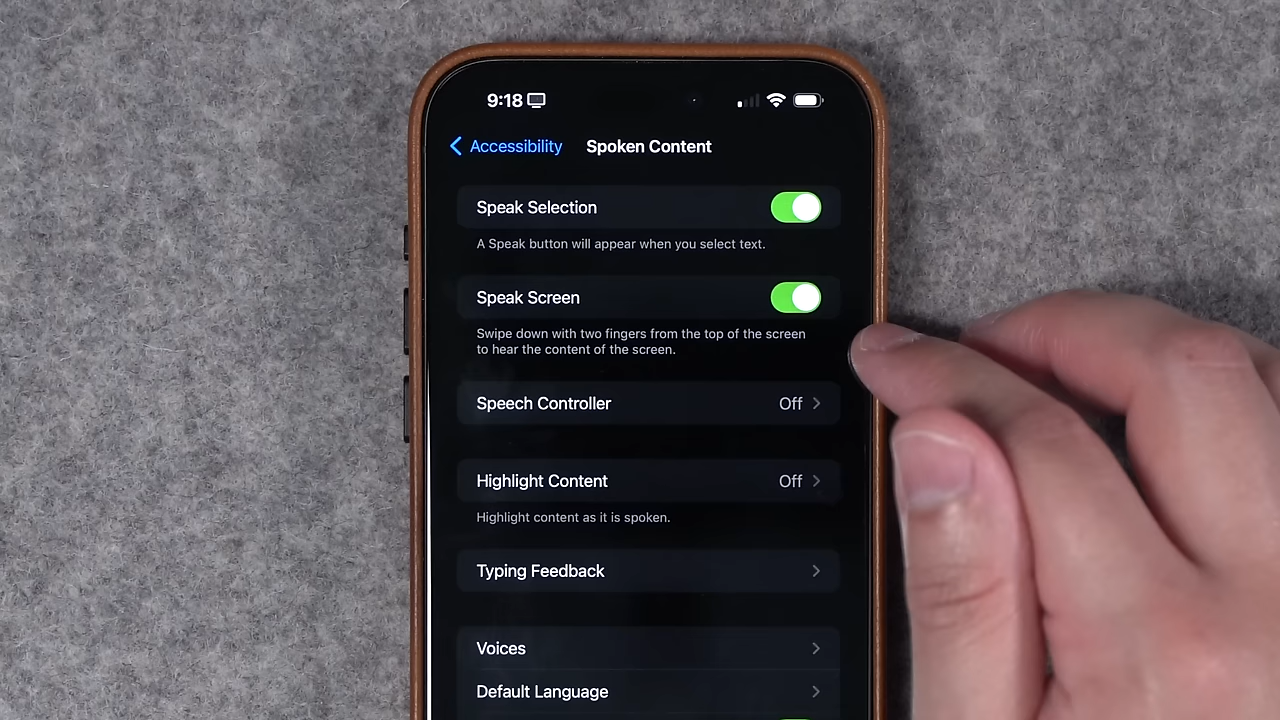 9:18
Accessibility Spoken Content
Speak Selection
A Speak button will appear when you select text.
Speak Screen
Swipe down with two fingers from the top of the screen
to hear the content of the screen.
Speech Controller Off
Highlight Content Off
Highlight content as it is spoken.
Typing Feedback
Voices
Default Language